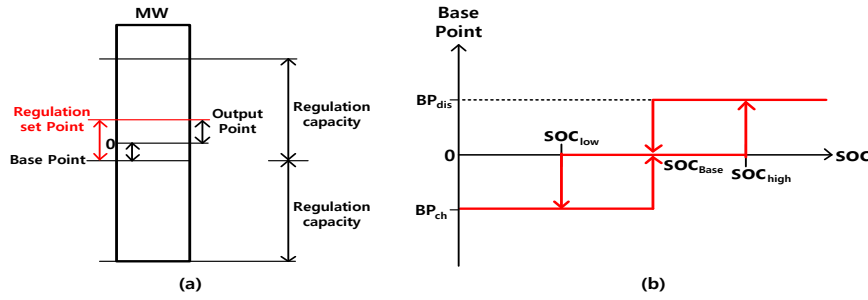 MW
Regulation
set Point
0
Base Point
Output
Point
Regulation
capacity
Regulation
capacity
(a)
Base
Point
BPdis
0
BPch
SOClow
SOCBase
SOChigh
SOC
(b)